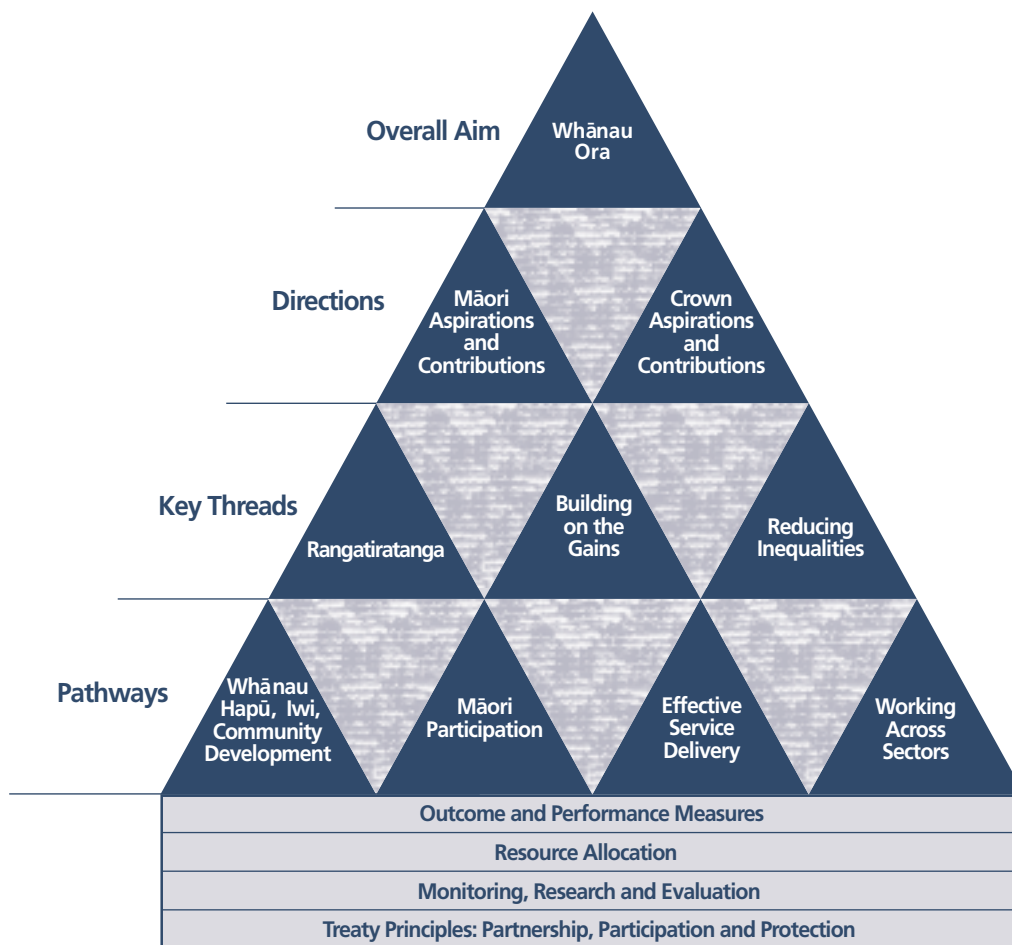 Overall Aim
Whānau
Ora
Directions
Māori
Aspirations
and
Contributions
Crown
Aspirations
and
Contributions
Key Threads
Rangatiratanga
Building
on the
Gains
Reducing
Inequalities
Pathways
Whānau
Hapū, Iwi,
Community
Development
Māori
Participation
Effective
Service
Delivery
Working
Across
Sectors
Outcome and Performance Measures
Resource Allocation
Monitoring, Research and Evaluation
Treaty Principles: Partnership, Participation and Protection